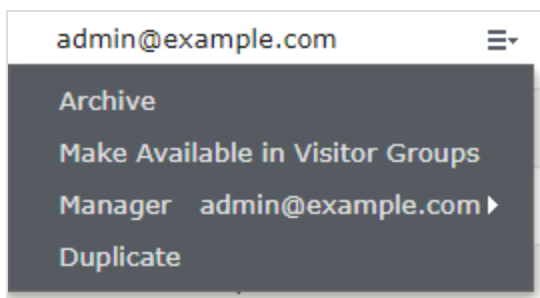 admin@example.com
Archive
Make Available in Visitor Groups
Manager admin@example.com
Duplicate